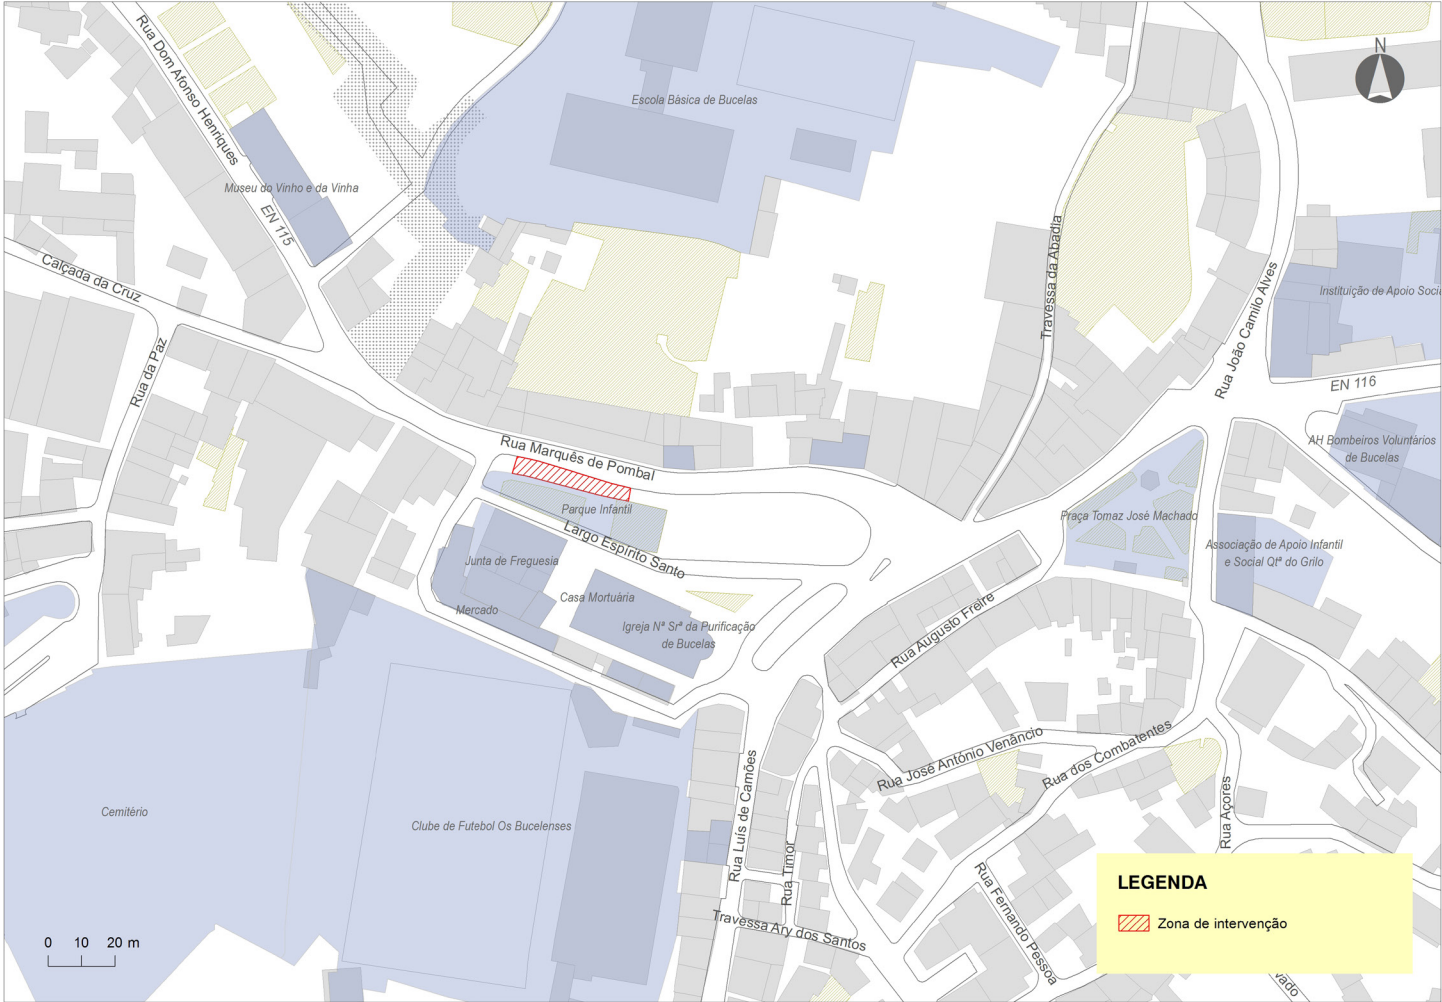 Rua Dom Afonso Henriques
N
Escola Básica de Bucelas
Museu do Vinho e da Vinha
EN 115
Calçada da Cruz
Travessa da Abadia
Rua João Camilo Alves
Instituição de Apoio Socia
Rua da Paz
EN 116
Rua Marquês de Pombal
AH Bombeiros Voluntários
de Bucelas
Parque Infantil
Praça Tomaz José Machado
Largo Espírito Santo
Associação de Apoio Infantil
e Social Qtª do Grilo
Junta de Freguesia
Casa Mortuária
Mercado
Igreja Nª Srª da Purificação
de Bucelas
Rua Augusto Freire
Rua José António Venâncio
Rua dos Combatentes
Rua Luís de Camões
Rua Açores
Cemitério
Clube de Futebol Os Bucelenses
Rua Timor
Rua Fernando Pessoa
Travessa Ary dos Santos
LEGENDA
Zona de intervenção
vado
0 10 20 m